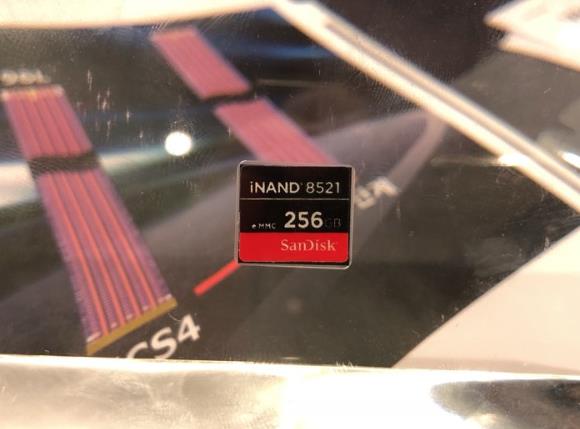 iNAND® 8521
e.MMC 256GB
SanDisk®
CS4